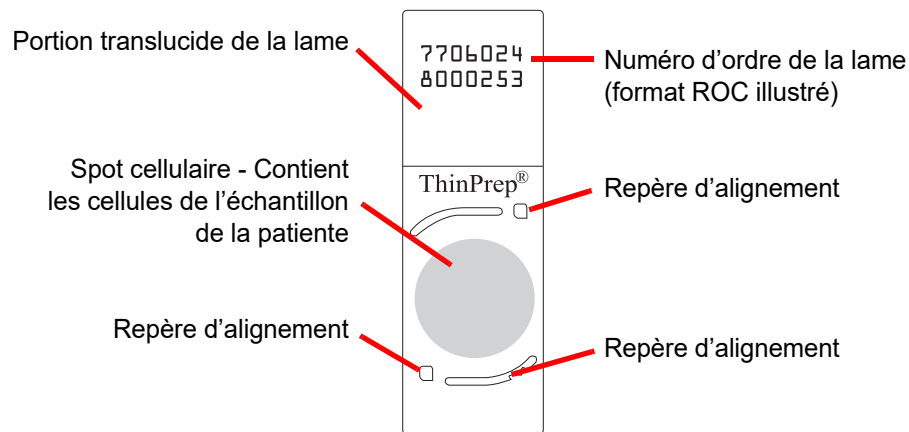 Portion translucide de la lame
7706024
8000253
Numéro d’ordre de la lame
(format ROC illustré)
Spot cellulaire - Contient
les cellules de l’échantillon
de la patiente
ThinPrep®
Repère d’alignement
Repère d’alignement
Repère d’alignement